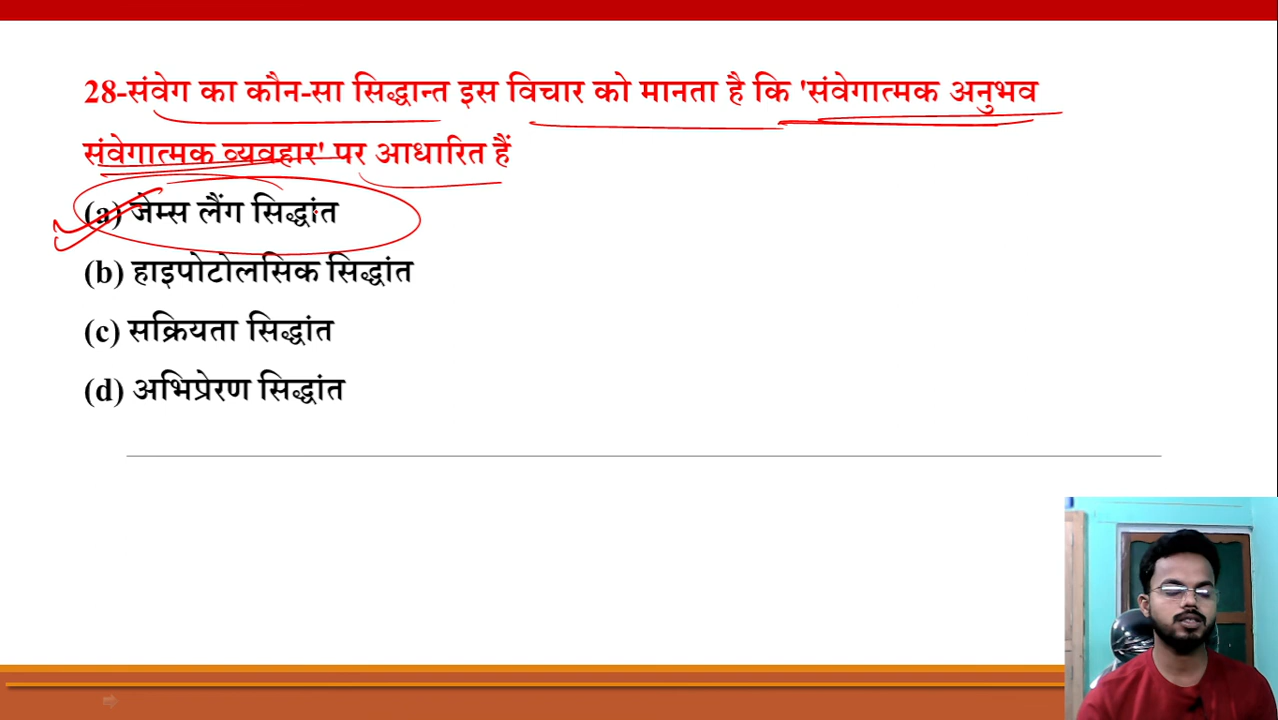 28-संवेग का कौन-सा सिद्धान्त इस विचार को मानता है कि 'संवेगात्मक अनुभव
संवेगात्मक व्यवहार' पर आधारित हैं
(a) जेम्स लैंग सिद्धांत
(b) हाइपोटोलसिक सिद्धांत
(c) सक्रियता सिद्धांत
(d) अभिप्रेरण सिद्धांत